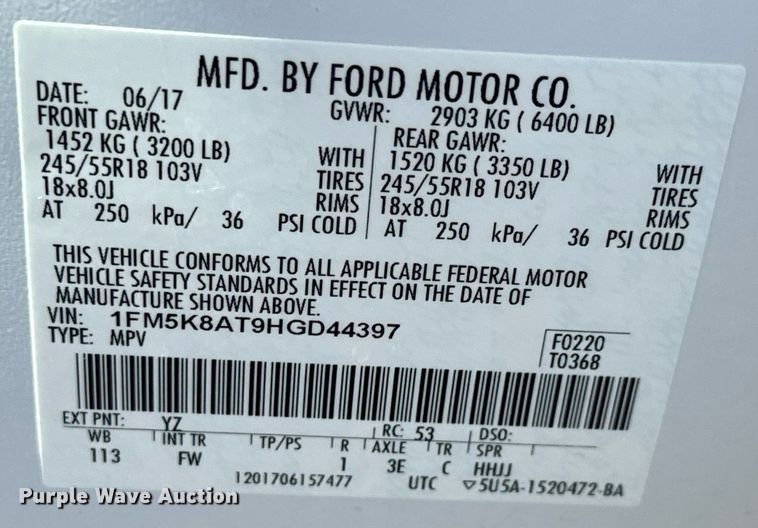 MFD. BY FORD MOTOR CO.
DATE: 06/17 GVWR: 2903 KG ( 6400 LB)
FRONT GAWR: REAR GAWR:
1452 KG ( 3200 LB) WITH 1520 KG ( 3350 LB) WITH
245/55R18 103V TIRES 245/55R18 103V TIRES
18x8.0J RIMS 18x8.0J RIMS
AT 250 kPa/ 36 PSI COLD AT 250 kPa/ 36 PSI COLD
THIS VEHICLE CONFORMS TO ALL APPLICABLE FEDERAL MOTOR
VEHICLE SAFETY STANDARDS IN EFFECT ON THE DATE OF
MANUFACTURE SHOWN ABOVE.
VIN: 1FM5K8AT9HGD44397
TYPE: MPV
F0220
T0368
EXT PNT: YZ RC: 53 DSO:
WB INT TR TP/PS R AXLE TR SPR
113 FW 1 3E C HHJJ
1201706157477 UTC ▽5U5A-1520472-BA
Purple Wave Auction